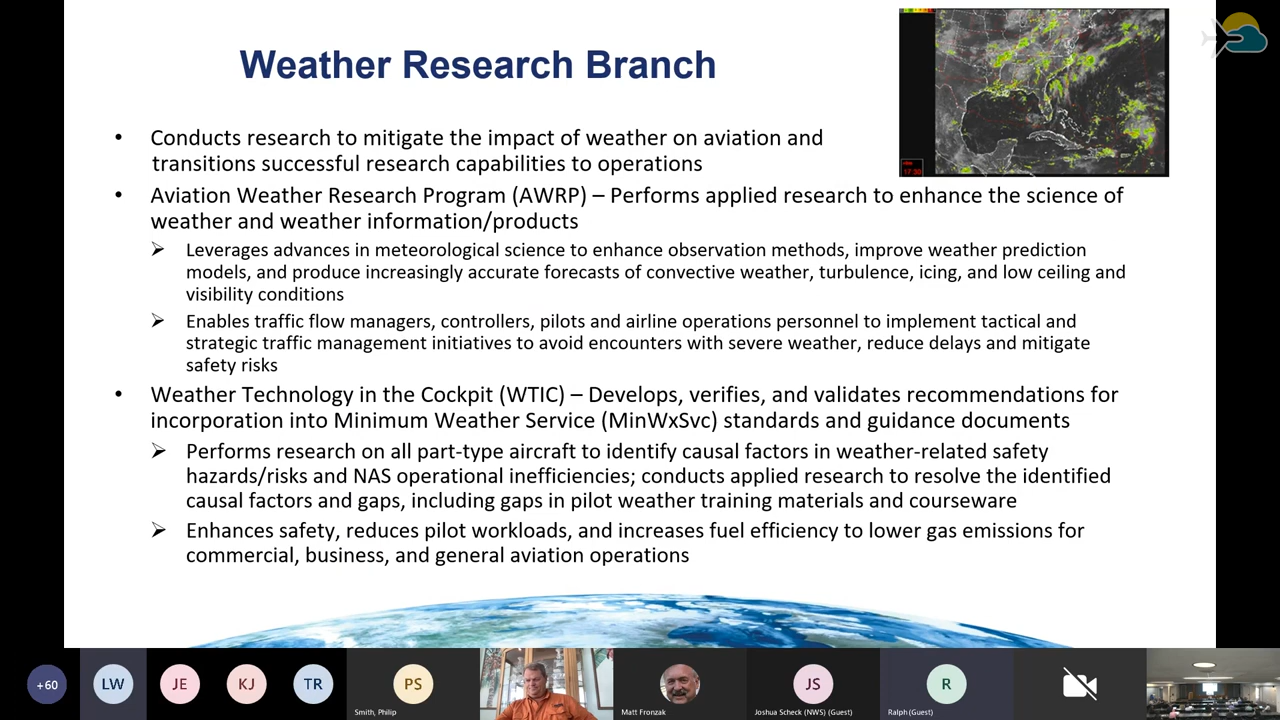 Weather Research Branch
• Conducts research to mitigate the impact of weather on aviation and
transitions successful research capabilities to operations
• Aviation Weather Research Program (AWRP) – Performs applied research to enhance the science of
weather and weather information/products
➢ Leverages advances in meteorological science to enhance observation methods, improve weather prediction
models, and produce increasingly accurate forecasts of convective weather, turbulence, icing, and low ceiling and
visibility conditions
➢ Enables traffic flow managers, controllers, pilots and airline operations personnel to implement tactical and
strategic traffic management initiatives to avoid encounters with severe weather, reduce delays and mitigate
safety risks
• Weather Technology in the Cockpit (WTIC) – Develops, verifies, and validates recommendations for
incorporation into Minimum Weather Service (MinWxSvc) standards and guidance documents
➢ Performs research on all part-type aircraft to identify causal factors in weather-related safety
hazards/risks and NAS operational inefficiencies; conducts applied research to resolve the identified
causal factors and gaps, including gaps in pilot weather training materials and courseware
➢ Enhances safety, reduces pilot workloads, and increases fuel efficiency to lower gas emissions for
commercial, business, and general aviation operations
+60
LW
JE
KJ
TR
PS
JS
R
Smith, Philip
Matt Fronzak
Joshua Scheck (NWS) (Guest)
Ralph (Guest)